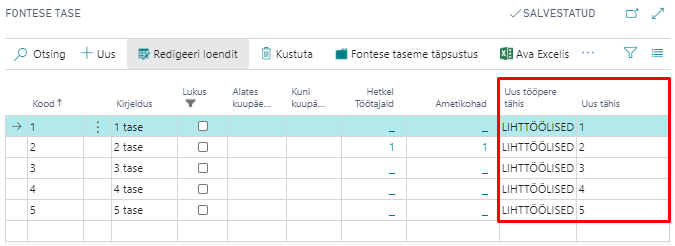 FONTESE TASE
SALVESTATUD
Otsing + Uus Redigeeri loendit Kustuta Fontese taseme täpsustus Ava Excelis ...
Kood↑ Kirjeldus Lukus Alates kuupäe... Kuni kuupä... Hetkel Töötajaid Ametikohad Uus tööpere tähis Uus tähis
→ 1 1 tase _ _ LIHTTÖÖLISED 1
2 2 tase 1 1 LIHTTÖÖLISED 2
3 3 tase _ _ LIHTTÖÖLISED 3
4 4 tase _ _ LIHTTÖÖLISED 4
5 5 tase _ _ LIHTTÖÖLISED 5